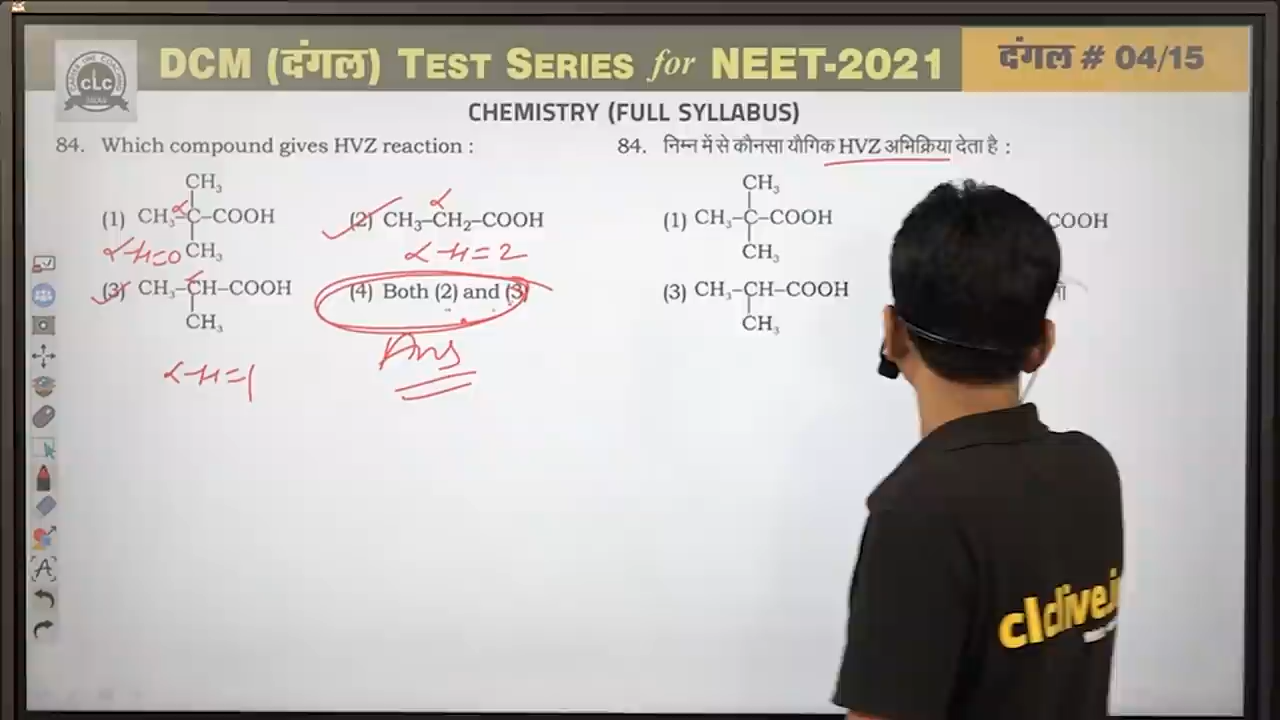 CLC
DCM (दंगल) TEST SERIES for NEET-2021
दंगल # 04/15
CHEMISTRY (FULL SYLLABUS)
84. Which compound gives HVZ reaction :
CH₃
α
(1) CH₃–C–COOH
CH₃
α-H=0
α
(2) CH₃–CH₂–COOH
α-H=2
(3) CH₃–CH–COOH
CH₃
α-H=1
(4) Both (2) and (3)
Ans
84. निम्न में से कौनसा यौगिक HVZ अभिक्रिया देता है :
CH₃
(1) CH₃–C–COOH
CH₃
COOH
(3) CH₃–CH–COOH
CH₃
clclive.i